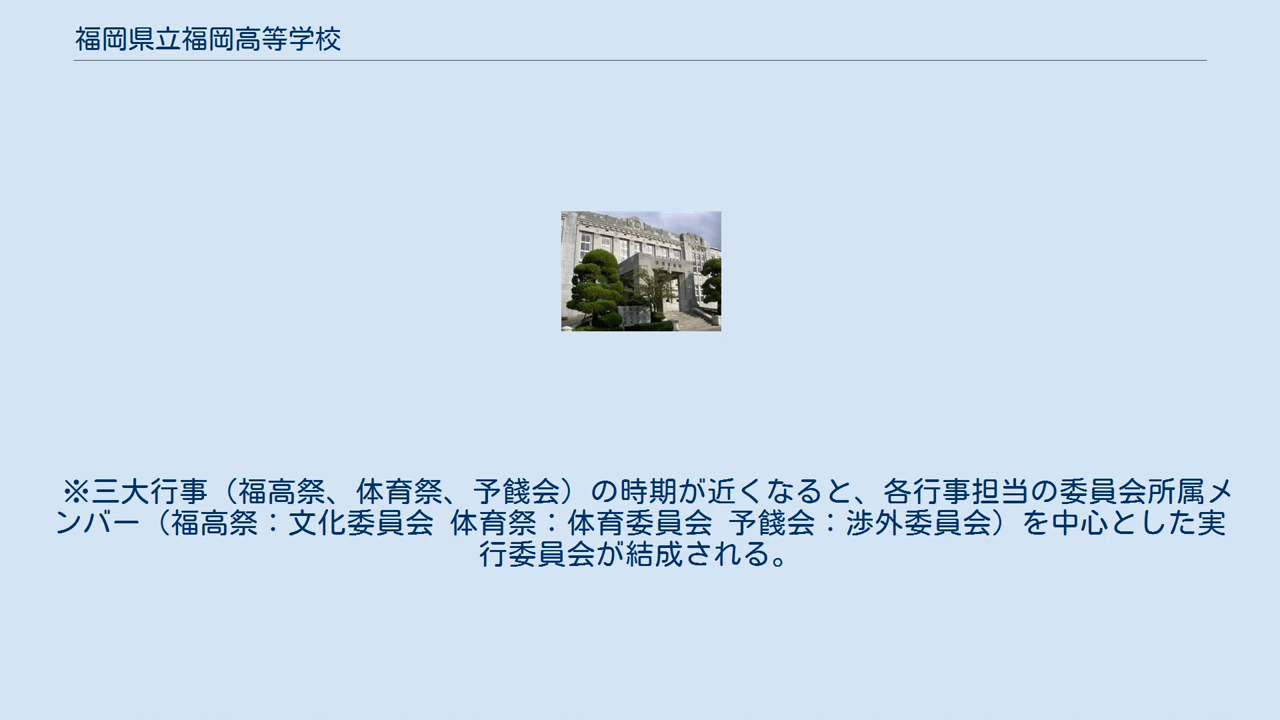 福岡県立福岡高等学校
※三大行事（福高祭、体育祭、予餞会）の時期が近くなると、各行事担当の委員会所属メ
ンバー（福高祭：文化委員会 体育祭：体育委員会 予餞会：渉外委員会）を中心とした実
行委員会が結成される。